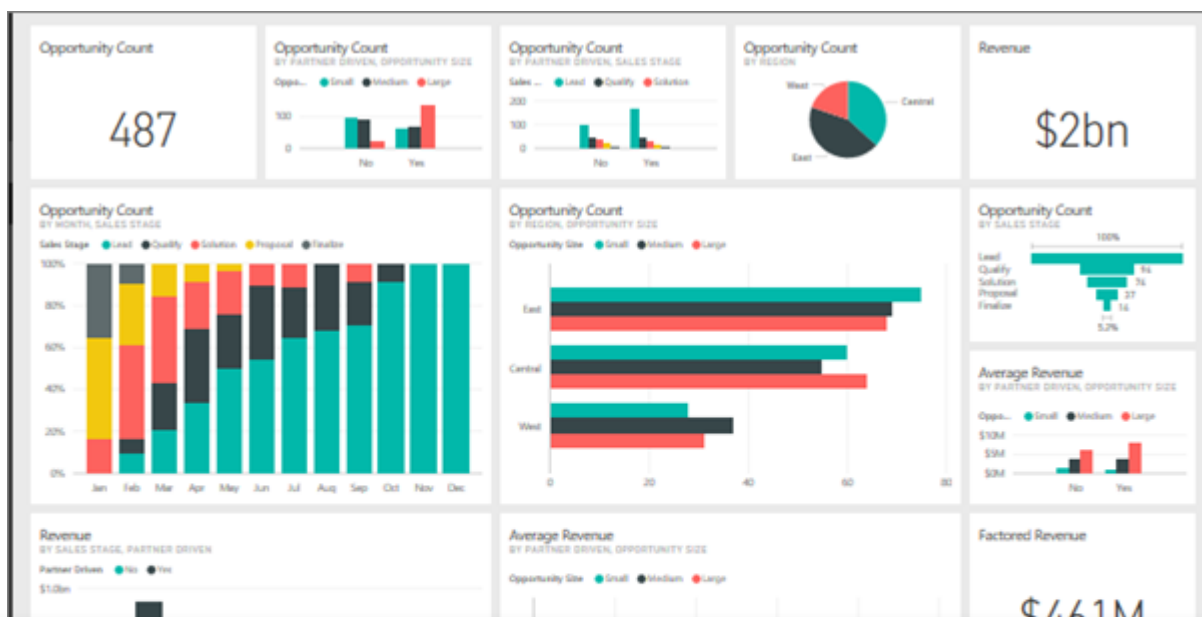 Opportunity Count
487
Opportunity Count
BY PARTNER DRIVEN, OPPORTUNITY SIZE
Oppo... Small Medium Large
100
0
No Yes
Opportunity Count
BY PARTNER DRIVEN, SALES STAGE
Sales ... Lead Qualify Solution
200
100
0
No Yes
Opportunity Count
BY REGION
West
Central
East
Revenue
$2bn
Opportunity Count
BY MONTH, SALES STAGE
Sales Stage Lead Qualify Solution Proposal Finalize
100%
80%
60%
40%
20%
0%
Jan Feb Mar Apr May Jun Jul Aug Sep Oct Nov Dec
Opportunity Count
BY REGION, OPPORTUNITY SIZE
Opportunity Size Small Medium Large
East
Central
West
0 20 40 60 80
Opportunity Count
BY SALES STAGE
100%
Lead
Qualify 94
Solution 74
Proposal 37
Finalize 14
5.2%
Average Revenue
BY PARTNER DRIVEN, OPPORTUNITY SIZE
Oppo... Small Medium Large
$10M
$5M
$0M
No Yes
Revenue
BY SALES STAGE, PARTNER DRIVEN
Partner Driven No Yes
$1.0bn
Average Revenue
BY PARTNER DRIVEN, OPPORTUNITY SIZE
Opportunity Size Small Medium Large
Factored Revenue
$461M